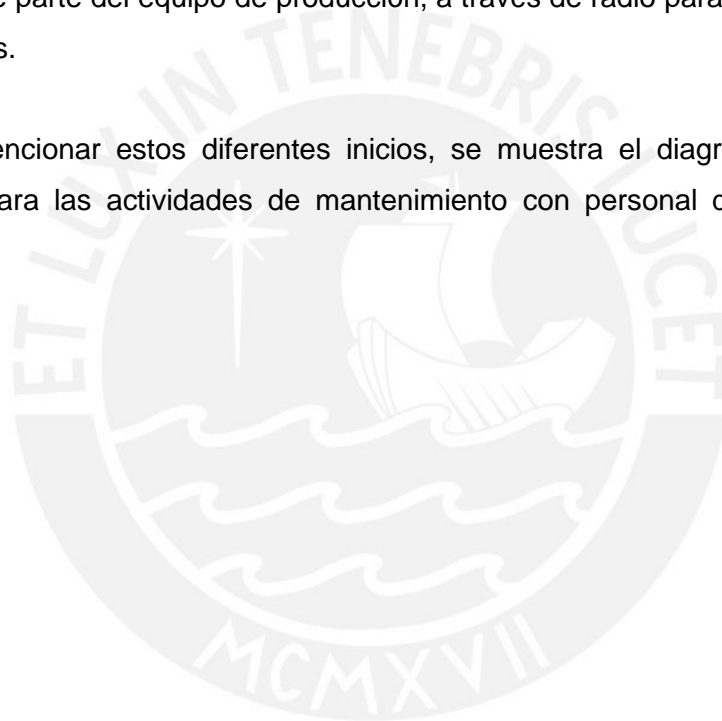 parte del equipo de producción, a través de radio para
s.
encionar estos diferentes inicios, se muestra el diagr
ara las actividades de mantenimiento con personal
ET LUX IN TENEBRIS LUCET
MCMXVII